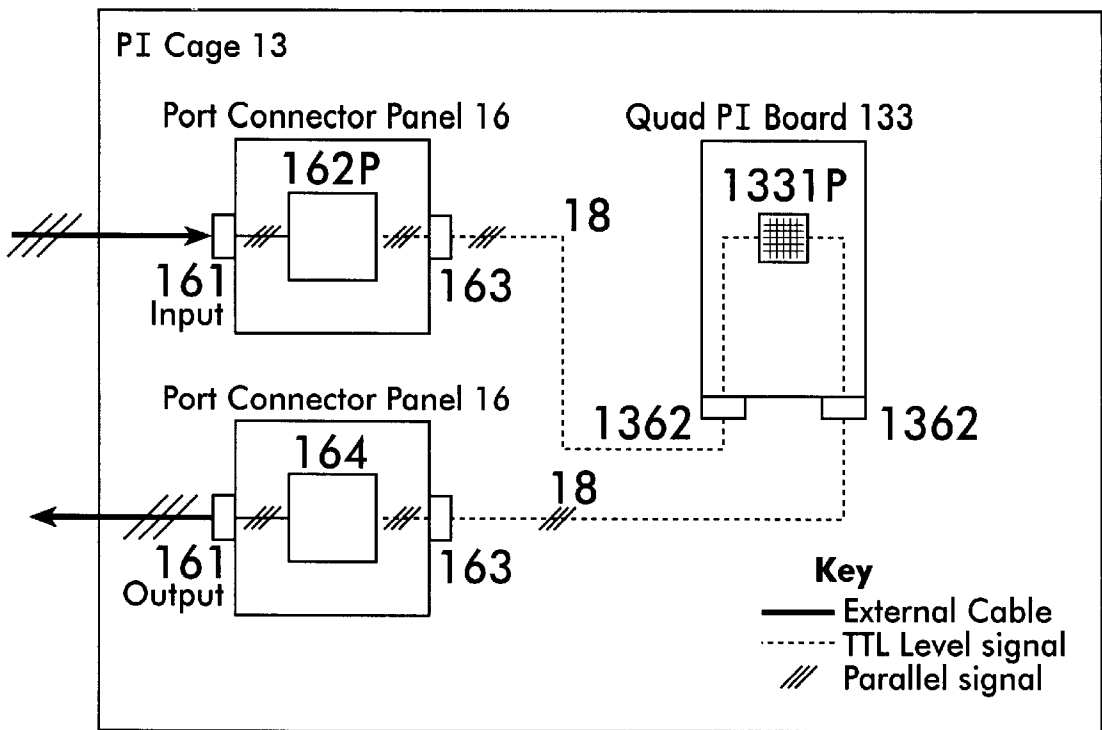 PI Cage 13
Port Connector Panel 16
162P
161
Input
163
18
Quad PI Board 133
1331P
1362
1362
Port Connector Panel 16
164
161
Output
163
18
Key
External Cable
TTL Level signal
Parallel signal